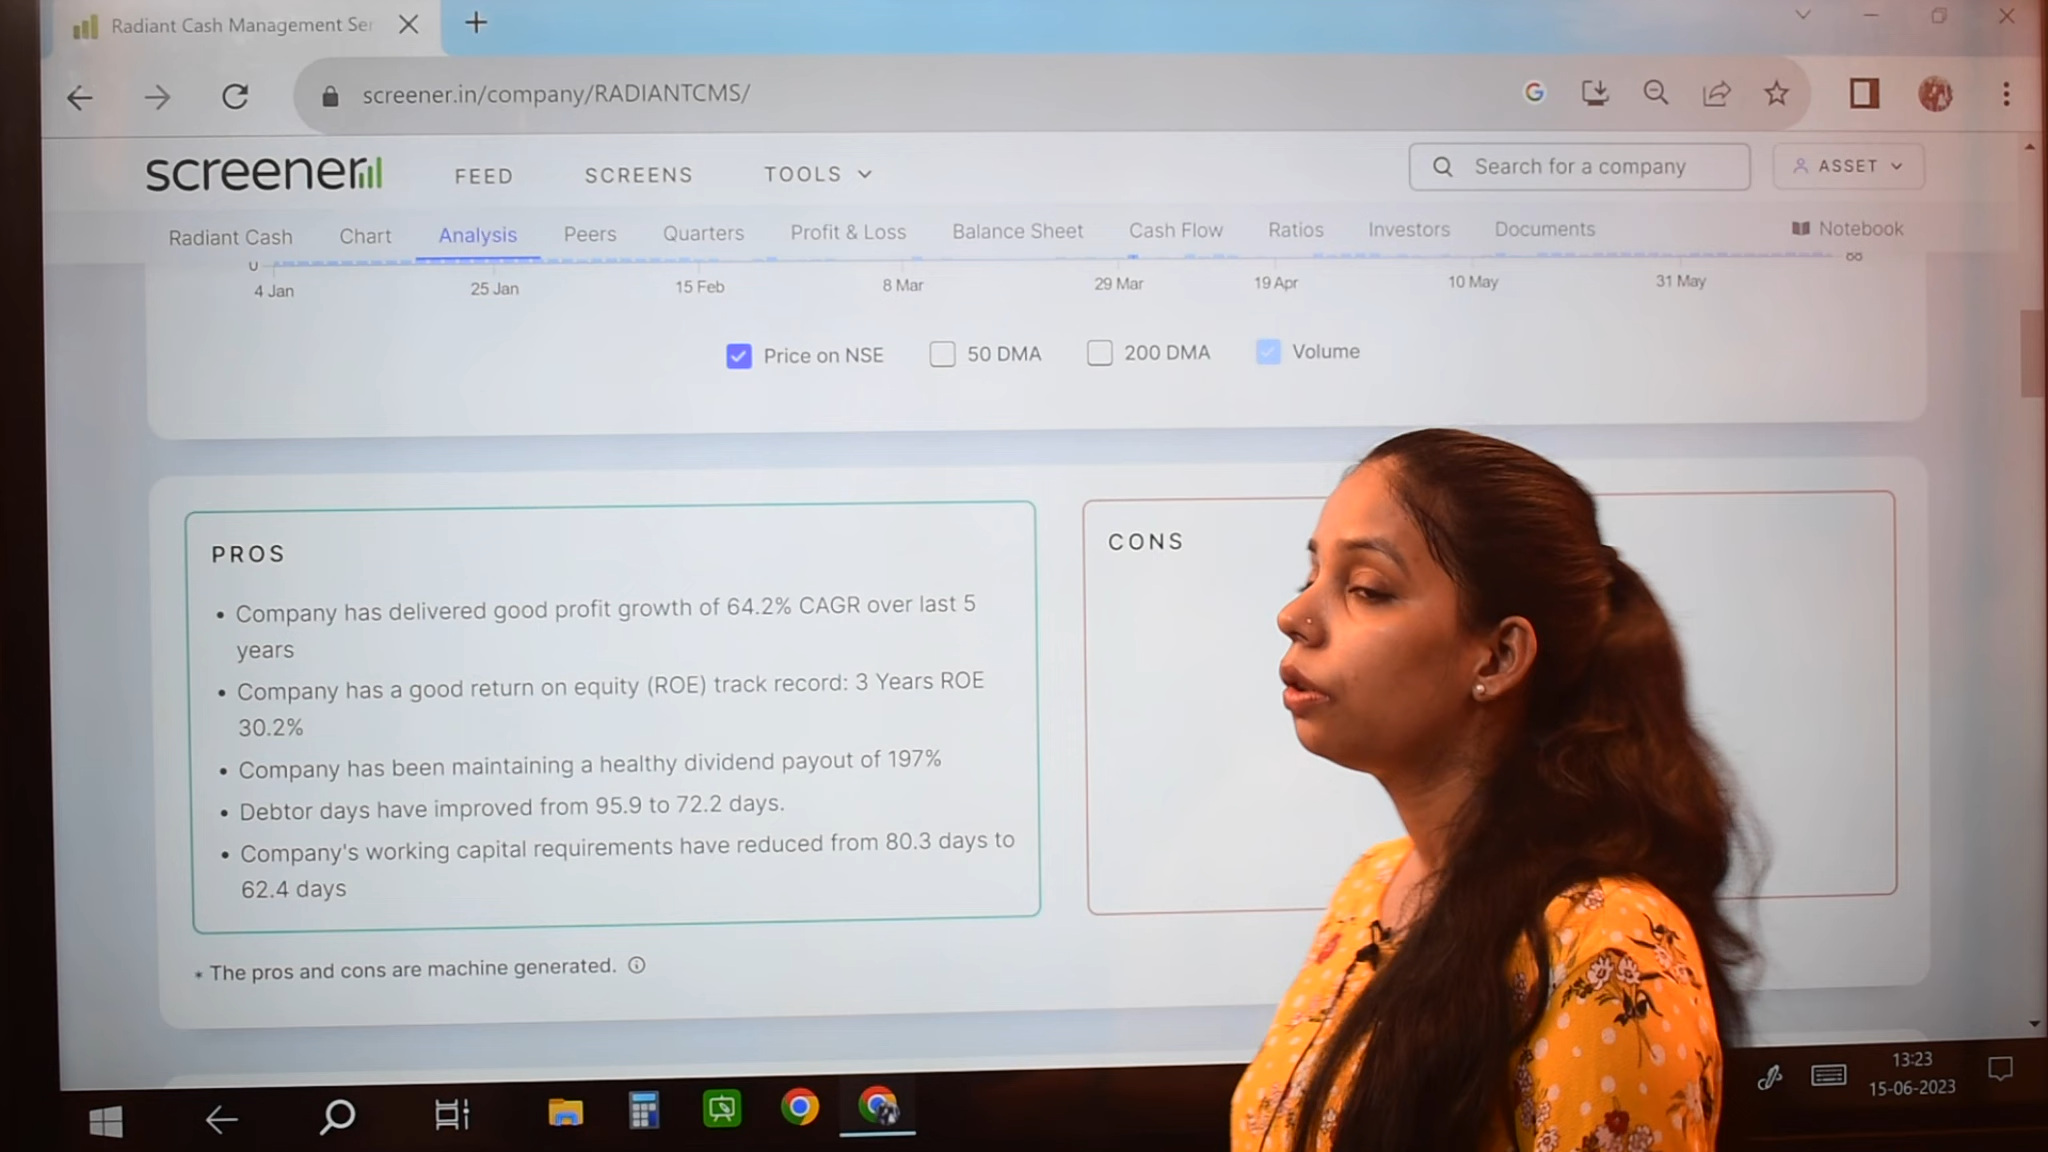 Radiant Cash Management Ser
screener.in/company/RADIANTCMS/
screener
FEED
SCREENS
TOOLS
Search for a company
ASSET
Radiant Cash
Chart
Analysis
Peers
Quarters
Profit & Loss
Balance Sheet
Cash Flow
Ratios
Investors
Documents
Notebook
4 Jan
25 Jan
15 Feb
8 Mar
29 Mar
19 Apr
10 May
31 May
Price on NSE
50 DMA
200 DMA
Volume
PROS
• Company has delivered good profit growth of 64.2% CAGR over last 5
years
• Company has a good return on equity (ROE) track record: 3 Years ROE
30.2%
• Company has been maintaining a healthy dividend payout of 197%
• Debtor days have improved from 95.9 to 72.2 days.
• Company's working capital requirements have reduced from 80.3 days to
62.4 days
CONS
* The pros and cons are machine generated.
13:23
15-06-2023